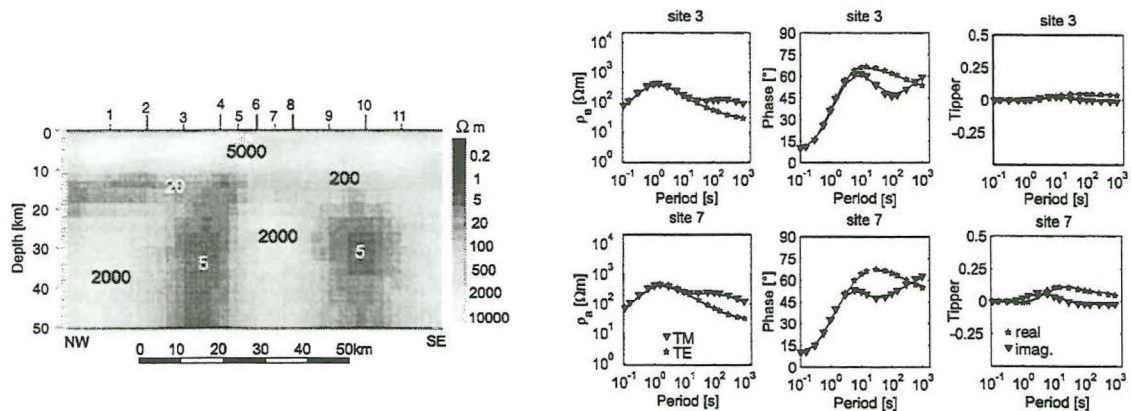 1 2 3 4 5 6 7 8 9 10 11
Ω m
0
10
20
30
40
50
Depth [km]
5000
20
200
2000
5
5
2000
0.2
1
5
20
100
500
2000
10000
NW
SE
0 10 20 30 40 50km
site 3
10⁴
10³
10²
10¹
10⁰
ρa [Ωm]
10⁻¹ 10⁰ 10¹ 10² 10³
Period [s]
site 3
90
75
60
45
30
15
0
Phase [°]
10⁻¹ 10⁰ 10¹ 10² 10³
Period [s]
site 3
0.5
0.25
0
-0.25
Tipper
10⁻¹ 10⁰ 10¹ 10² 10³
Period [s]
site 7
10⁴
10³
10²
10¹
10⁰
ρa [Ωm]
TM
TE
10⁻¹ 10⁰ 10¹ 10² 10³
Period [s]
site 7
90
75
60
45
30
15
0
Phase [°]
10⁻¹ 10⁰ 10¹ 10² 10³
Period [s]
site 7
0.5
0.25
0
-0.25
Tipper
real
imag.
10⁻¹ 10⁰ 10¹ 10² 10³
Period [s]